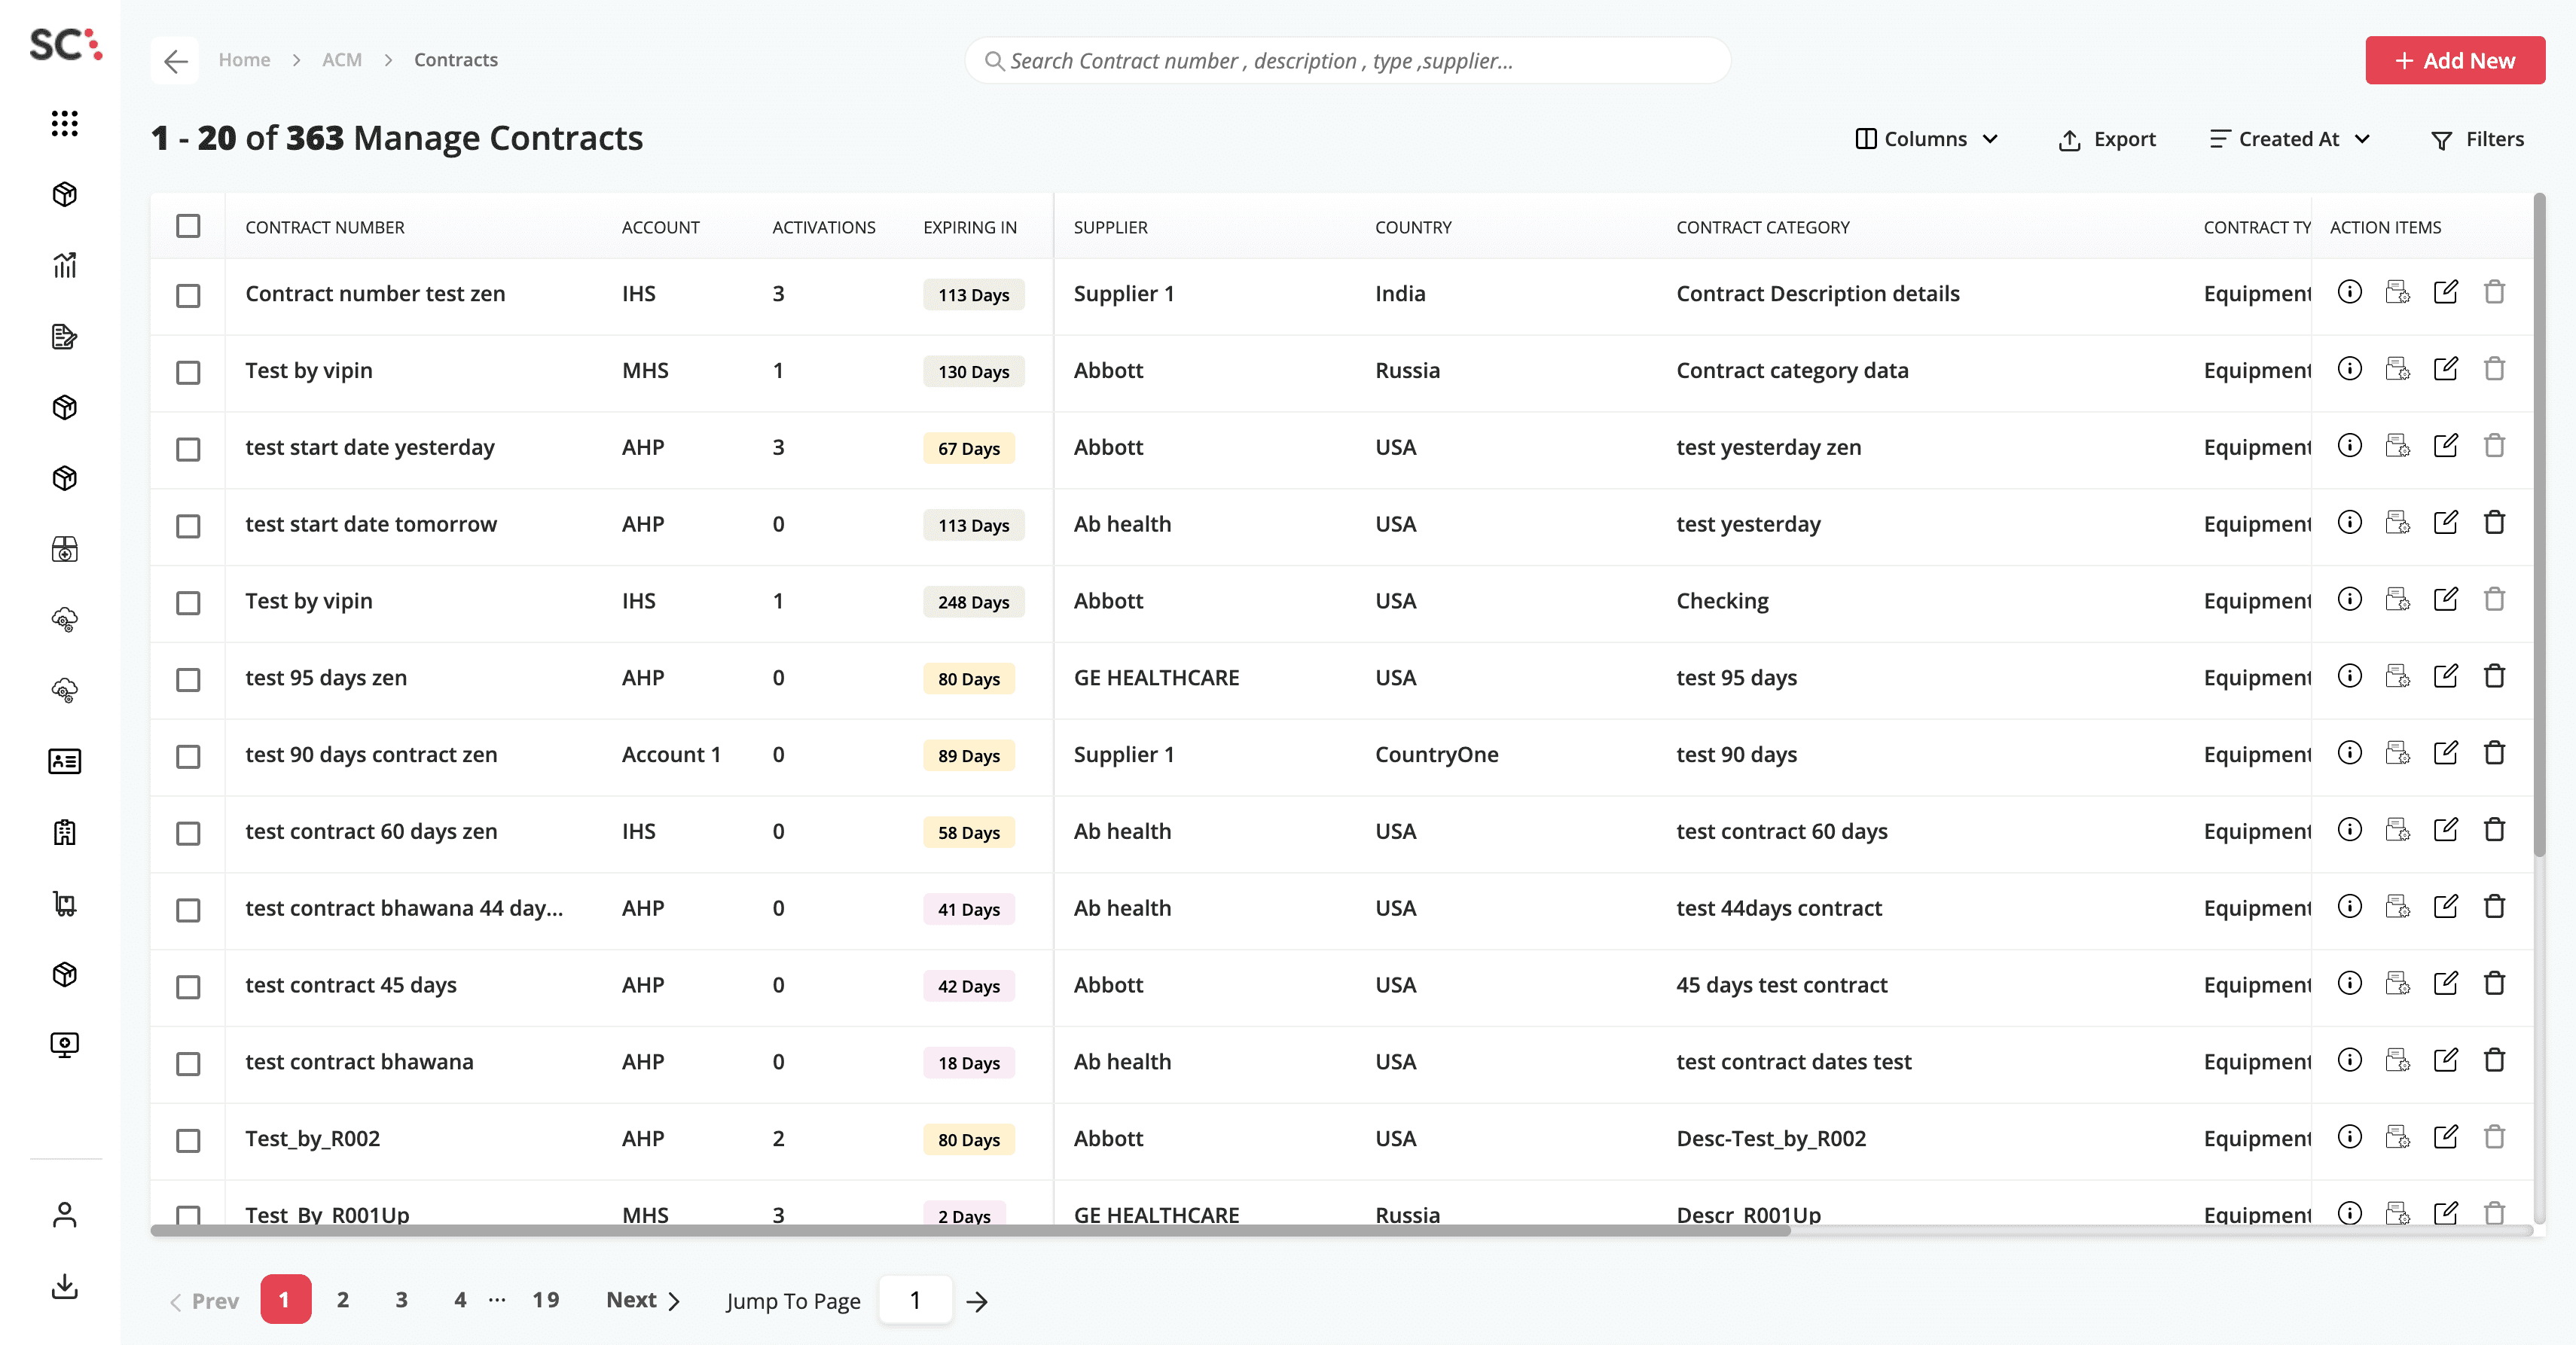 SC
Home > ACM > Contracts
Search Contract number , description , type ,supplier...
+ Add New
1 - 20 of 363 Manage Contracts
Columns
Export
Created At
Filters
CONTRACT NUMBER ACCOUNT ACTIVATIONS EXPIRING IN SUPPLIER COUNTRY CONTRACT CATEGORY CONTRACT TY ACTION ITEMS
Contract number test zen IHS 3 113 Days Supplier 1 India Contract Description details Equipment
Test by vipin MHS 1 130 Days Abbott Russia Contract category data Equipment
test start date yesterday AHP 3 67 Days Abbott USA test yesterday zen Equipment
test start date tomorrow AHP 0 113 Days Ab health USA test yesterday Equipment
Test by vipin IHS 1 248 Days Abbott USA Checking Equipment
test 95 days zen AHP 0 80 Days GE HEALTHCARE USA test 95 days Equipment
test 90 days contract zen Account 1 0 89 Days Supplier 1 CountryOne test 90 days Equipment
test contract 60 days zen IHS 0 58 Days Ab health USA test contract 60 days Equipment
test contract bhawana 44 day... AHP 0 41 Days Ab health USA test 44days contract Equipment
test contract 45 days AHP 0 42 Days Abbott USA 45 days test contract Equipment
test contract bhawana AHP 0 18 Days Ab health USA test contract dates test Equipment
Test_by_R002 AHP 2 80 Days Abbott USA Desc-Test_by_R002 Equipment
Test_By_R001Up MHS 3 2 Days GE HEALTHCARE Russia Descr_R001Up Equipment
Prev 1 2 3 4 ... 19 Next Jump To Page 1